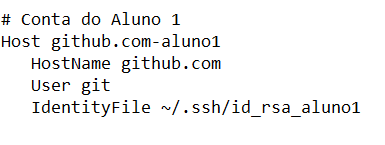 # Conta do Aluno 1
Host github.com-aluno1
HostName github.com
User git
IdentityFile ~/.ssh/id_rsa_aluno1